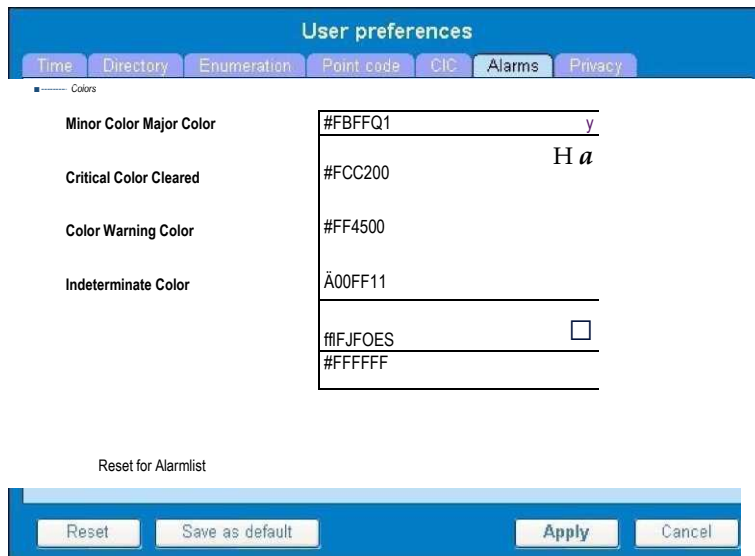 User preferences
Time Directory Enumeration Point code CIC Alarms Privacy
Colors
Minor Color Major Color
#FBFFQ1 y
H a
Critical Color Cleared
#FCC200
Color Warning Color
#FF4500
Indeterminate Color
Ä00FF11
fflFJFOES
#FFFFFF
Reset for Alarmlist
Reset Save as default Apply Cancel